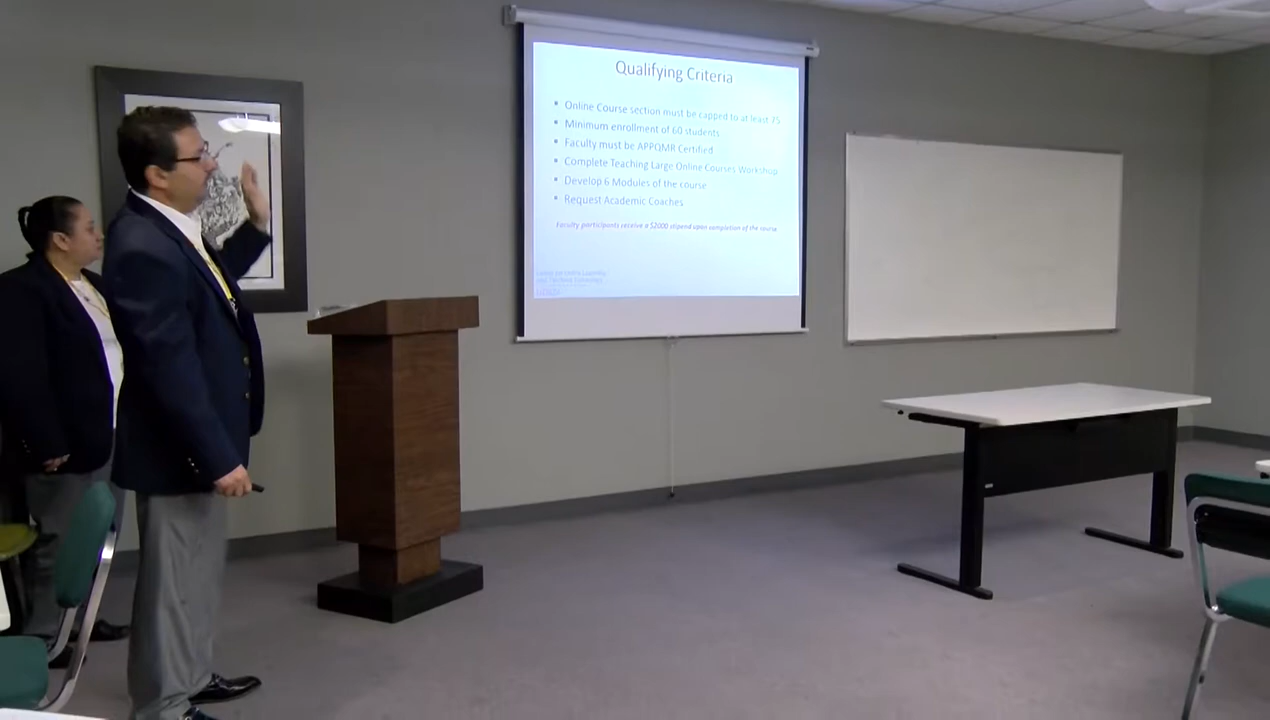 Qualifying Criteria
Online Course section must be capped to at least 75
Minimum enrollment of 60 students
Faculty must be APPQMR Certified
Complete Teaching Large Online Courses Workshop
Develop 6 Modules of the course
Request Academic Coaches
Faculty participants receive a $2000 stipend upon completion of the course